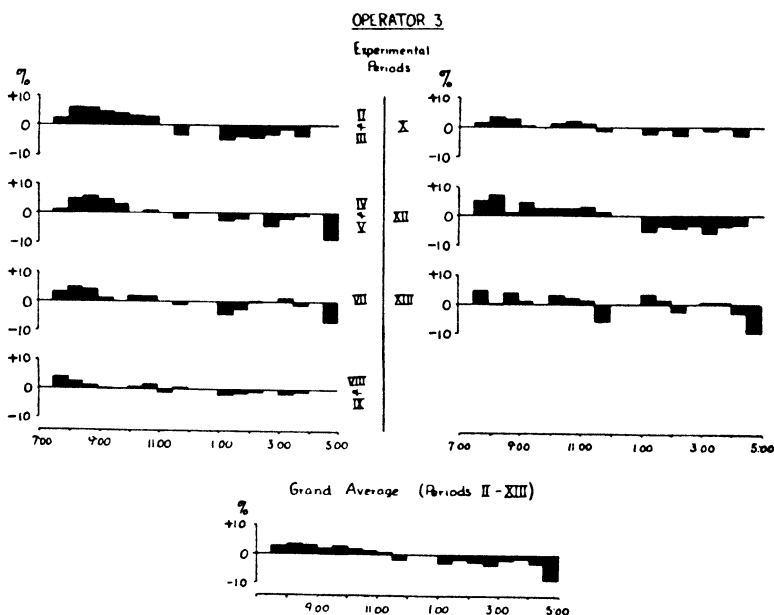 OPERATOR 3
Experimental
Periods
%
+10
0
-10
II
+
III
+10
0
-10
IV
+
V
+10
0
-10
VII
+10
0
-10
VIII
+
IX
7:00 9:00 11:00 1:00 3:00 5:00
%
+10
0
-10
X
+10
0
-10
XII
+10
0
-10
XIII
7:00 9:00 11:00 1:00 3:00 5:00
Grand Average (Periods II-XIII)
%
+10
0
-10
9:00 11:00 1:00 3:00 5:00